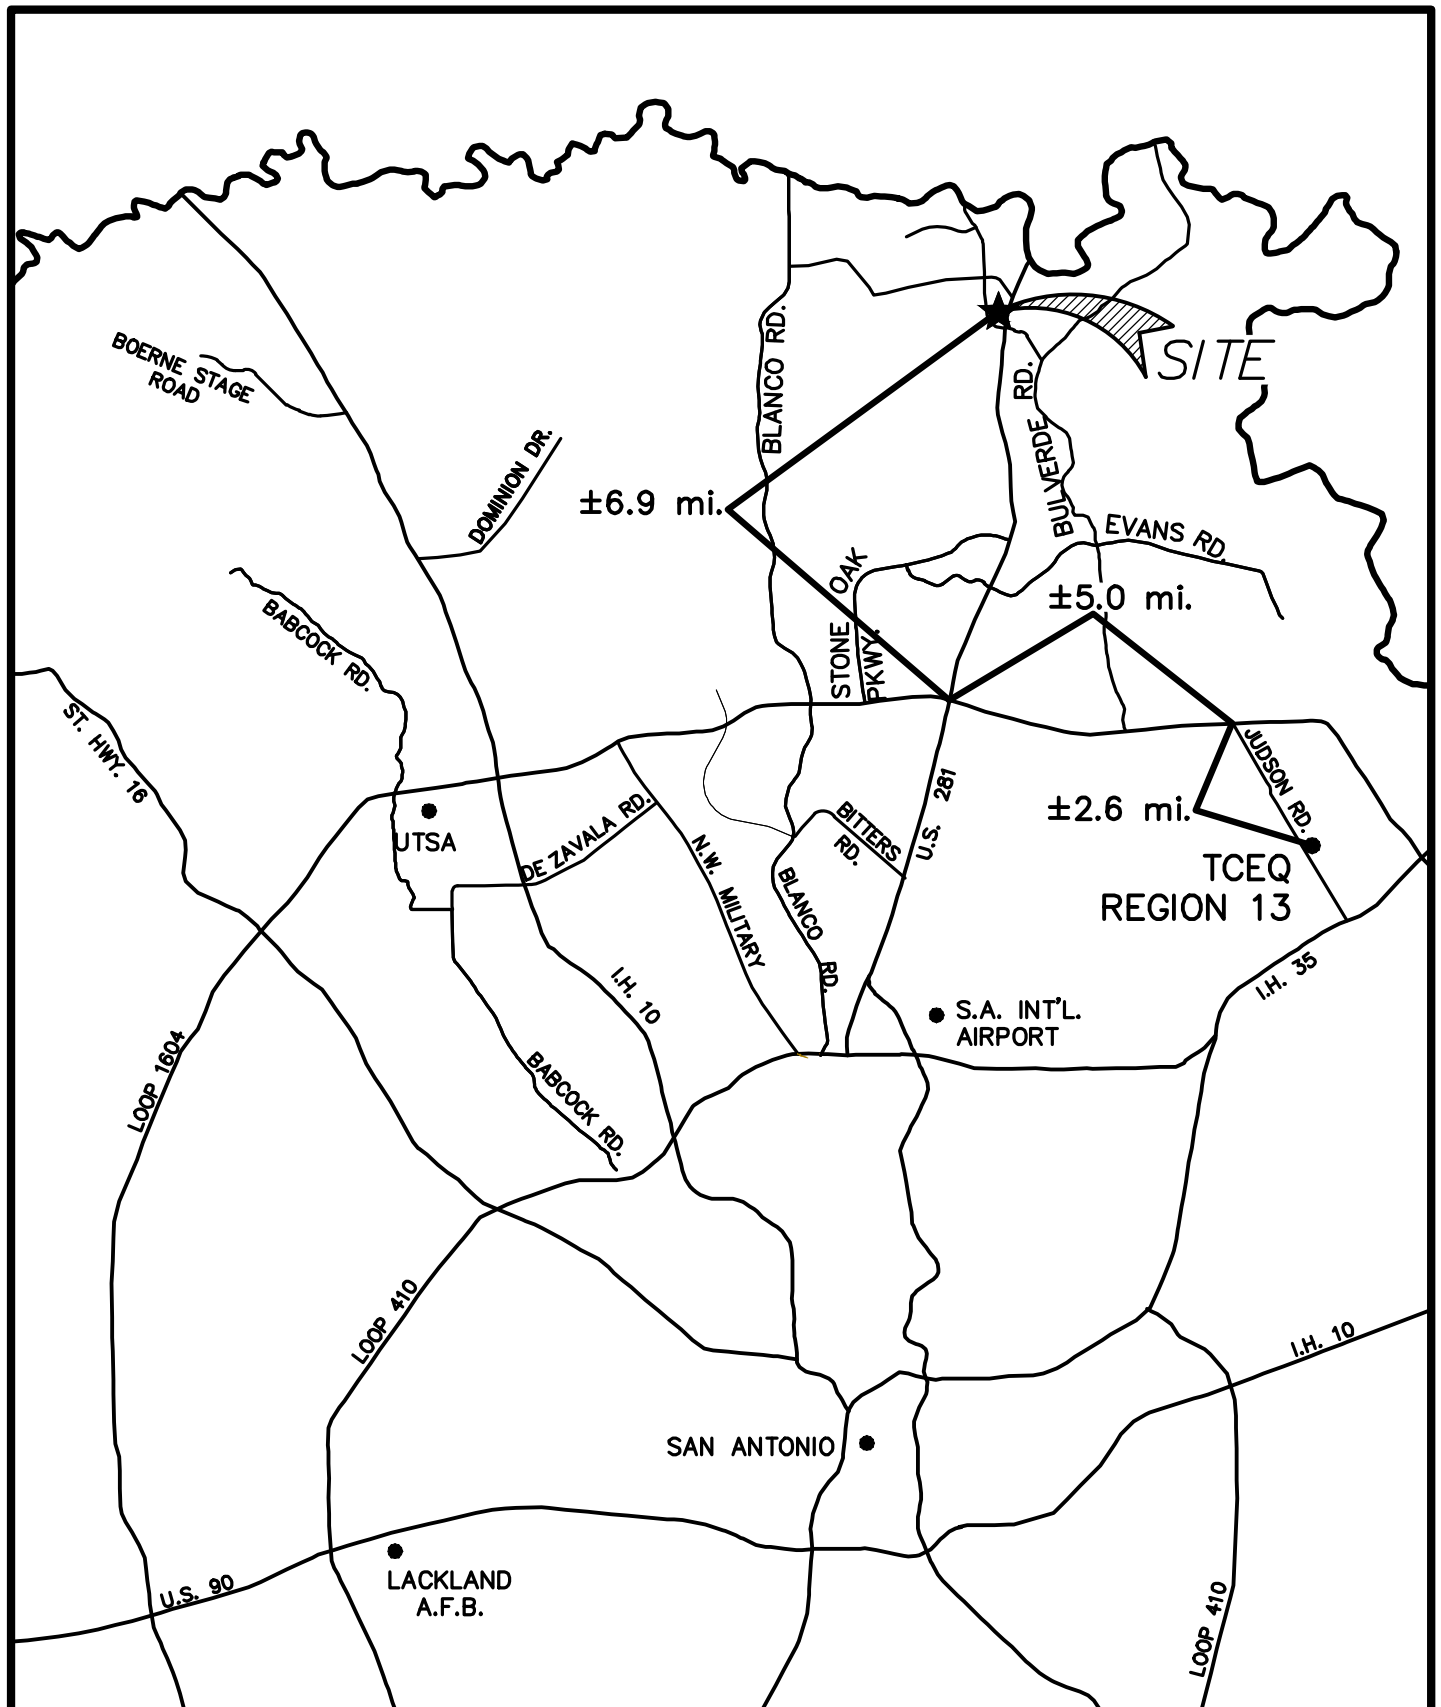 BLANCO RD.
SITE
BOERNE STAGE
ROAD
BULVERDE RD.
DOMINION DR.
±6.9 mi.
EVANS RD.
STONE OAK
PKWY.
±5.0 mi.
BABCOCK RD.
ST. HWY. 16
JUDSON RD.
U.S. 281
±2.6 mi.
BITTERS
RD.
UTSA
DE ZAVALA RD.
N.W. MILITARY
BLANCO RD.
TCEQ
REGION 13
I.H. 10
I.H. 35
S.A. INT'L.
AIRPORT
LOOP 1604
BABCOCK RD.
LOOP 410
I.H. 10
SAN ANTONIO
LACKLAND
A.F.B.
U.S. 90
LOOP 410